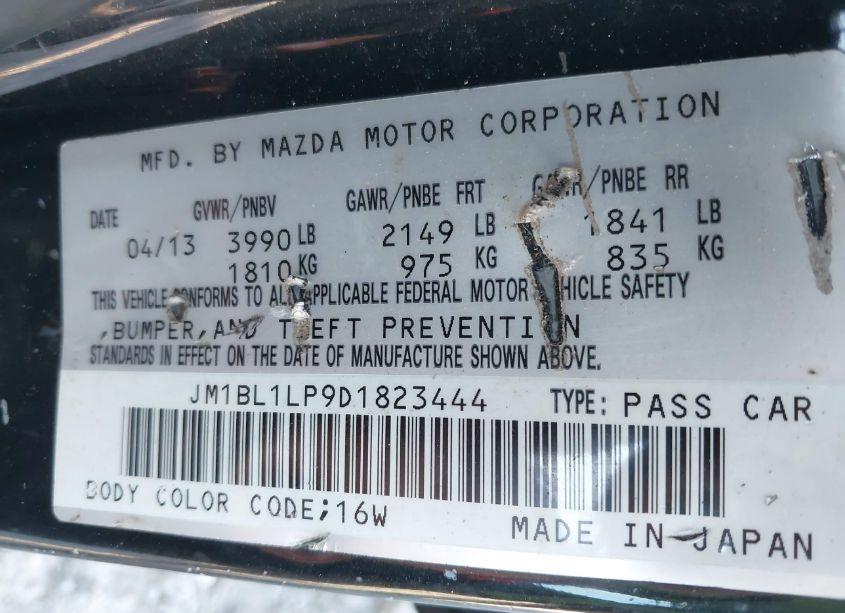 MFD. BY MAZDA MOTOR CORPORATION
DATE GVWR/PNBV GAWR/PNBE FRT GAWR/PNBE RR
04/13 3990 LB 2149 LB 1841 LB
1810 KG 975 KG 835 KG
THIS VEHICLE CONFORMS TO ALL APPLICABLE FEDERAL MOTOR VEHICLE SAFETY
,BUMPER,AND THEFT PREVENTION
STANDARDS IN EFFECT ON THE DATE OF MANUFACTURE SHOWN ABOVE.
JM1BL1LP9D1823444 TYPE: PASS CAR
BODY COLOR CODE;16W
MADE IN JAPAN